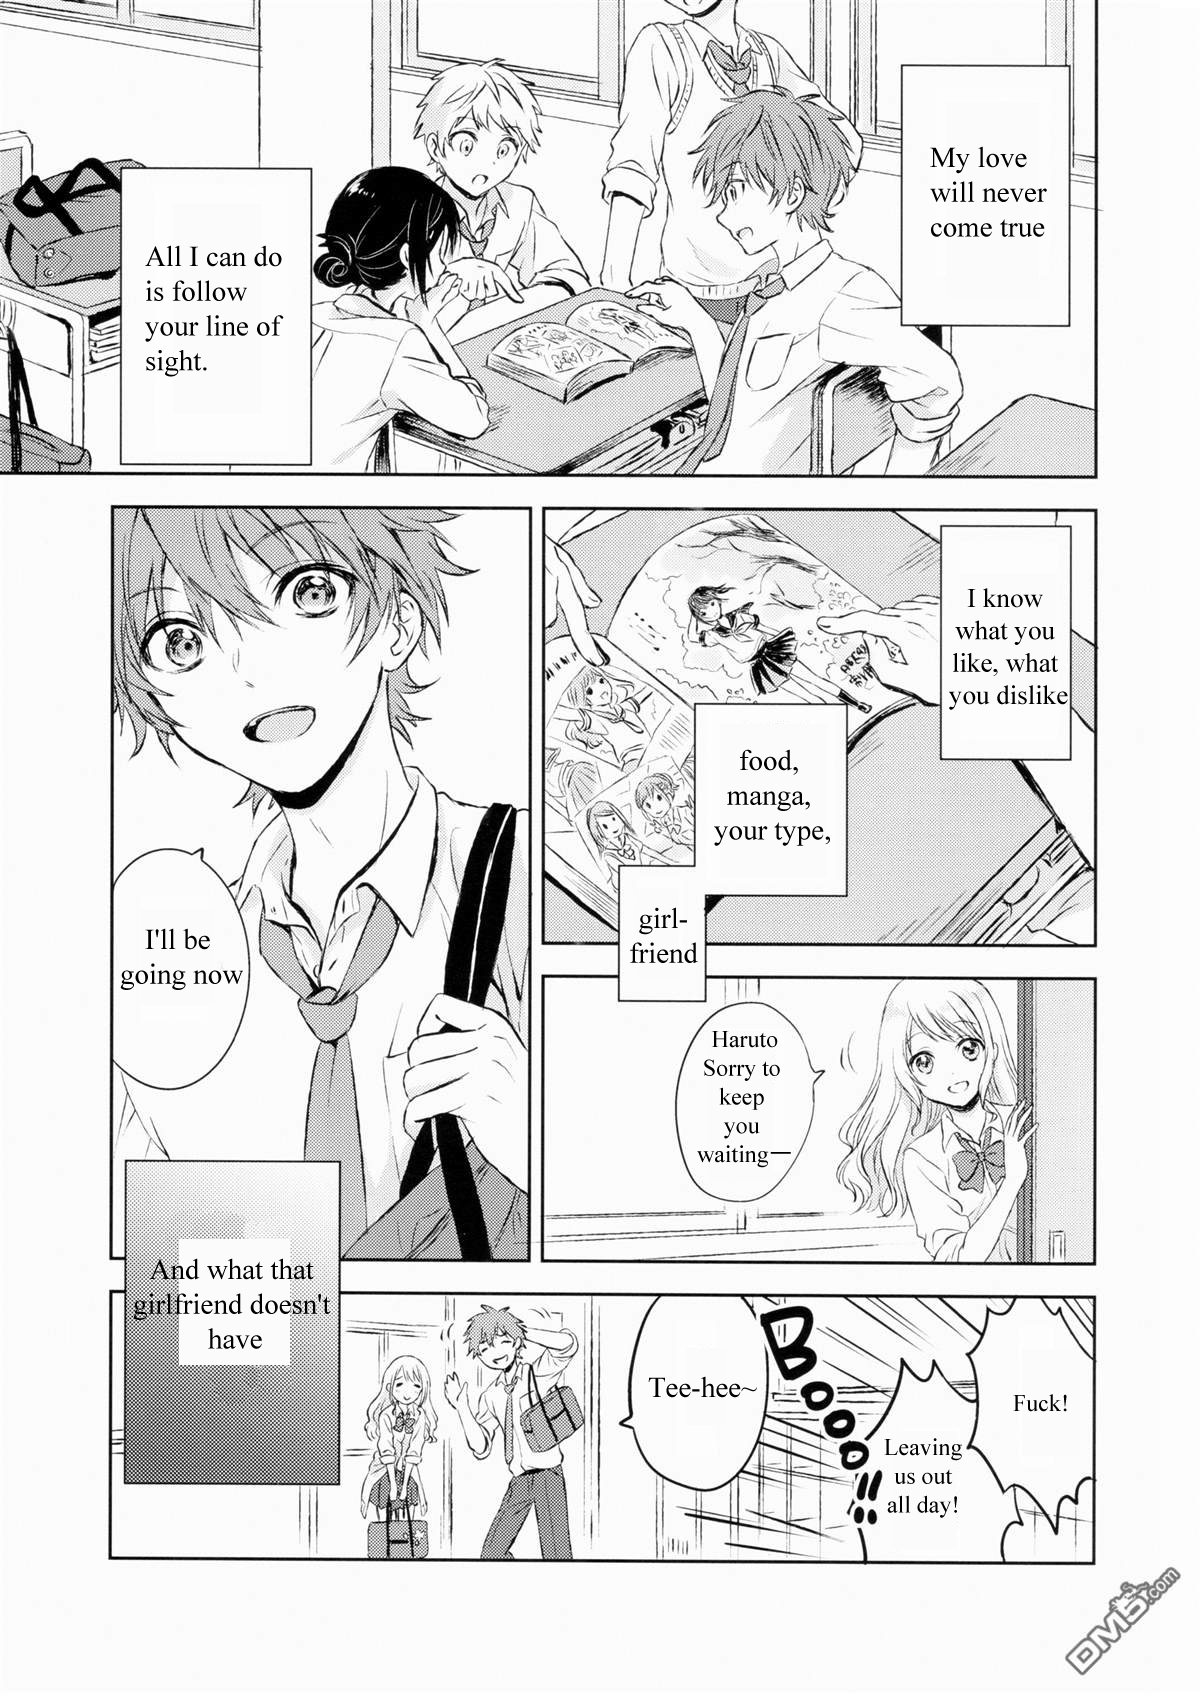 My love
will never
come true
All I can do
is follow
your line of
sight.
I know
what you
like, what
you dislike
food,
manga,
your type,
girl-
friend
Haruto
Sorry to
keep
you
waiting—
I'll be
going now
And what that
girlfriend doesn't
have
Fuck!
Leaving
us out
all day!
Booo!!
Tee-hee~
DM5.com